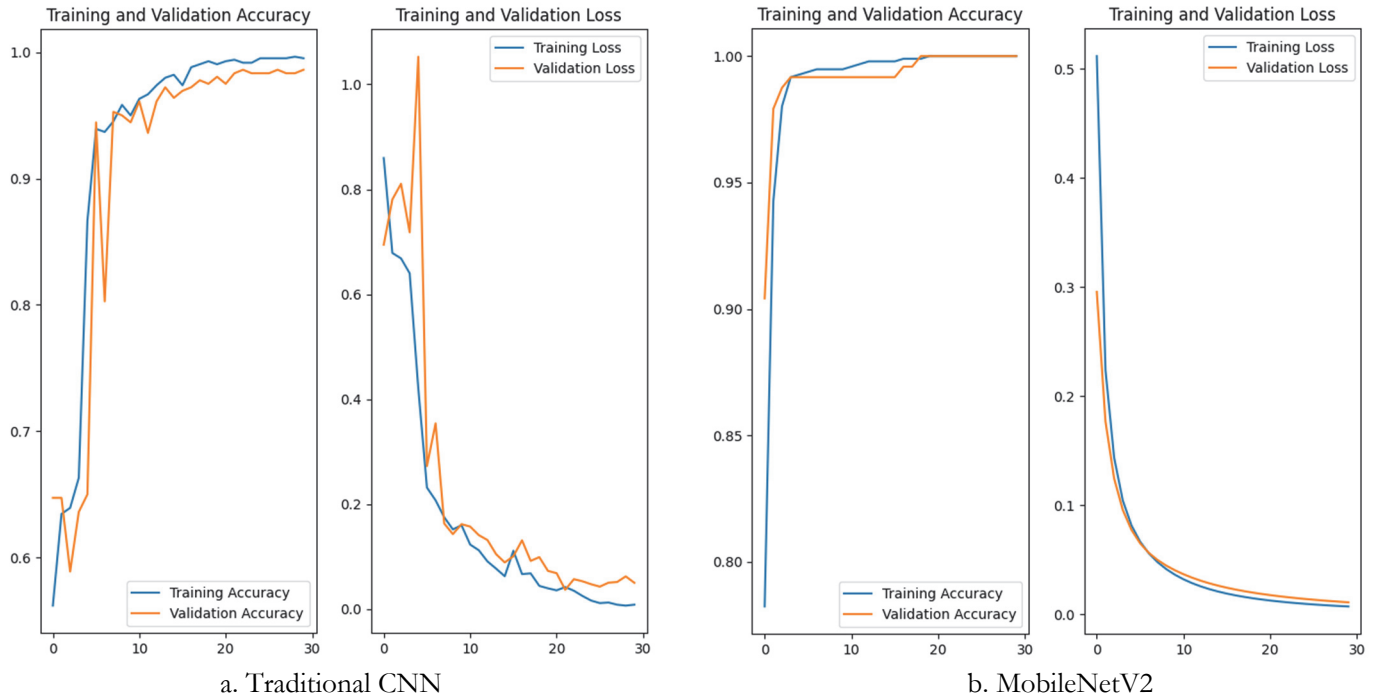 Training and Validation Accuracy
1.0
0.9
0.8
0.7
0.6
0
10
20
30
Training Accuracy
Validation Accuracy
Training and Validation Loss
1.0
0.8
0.6
0.4
0.2
0.0
0
10
20
30
Training Loss
Validation Loss
a. Traditional CNN
Training and Validation Accuracy
1.00
0.95
0.90
0.85
0.80
0
10
20
30
Training Accuracy
Validation Accuracy
Training and Validation Loss
0.5
0.4
0.3
0.2
0.1
0.0
0
10
20
30
Training Loss
Validation Loss
b. MobileNetV2